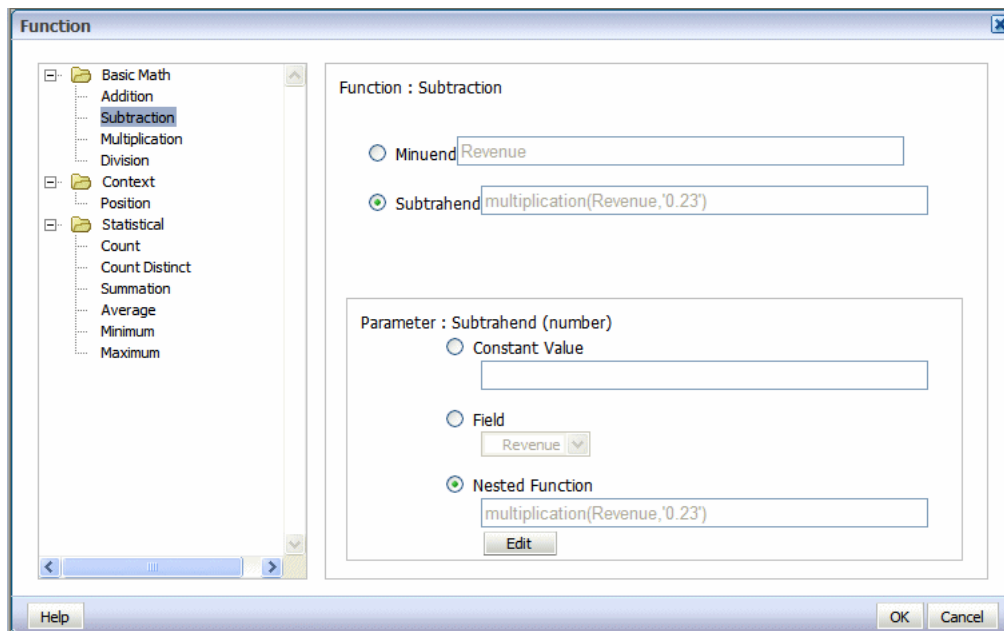 Function
Basic Math
Addition
Subtraction
Multiplication
Division
Context
Position
Statistical
Count
Count Distinct
Summation
Average
Minimum
Maximum
Function : Subtraction
Minuend Revenue
Subtrahend multiplication(Revenue,'0.23')
Parameter : Subtrahend (number)
Constant Value
Field
Revenue
Nested Function
multiplication(Revenue,'0.23')
Edit
Help
OK
Cancel